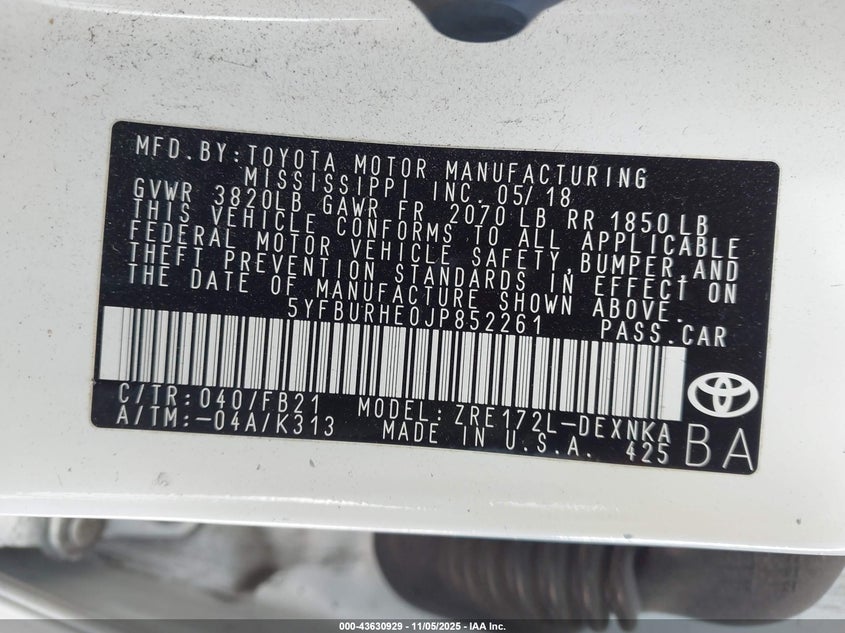 MFD.BY:TOYOTA MOTOR MANUFACTURING
MISSISSIPPI INC. 05/18
GVWR 3820LB GAWR FR 2070 LB RR 1850LB
THIS VEHICLE CONFORMS TO ALL APPLICABLE
FEDERAL MOTOR VEHICLE SAFETY,BUMPER,AND
THEFT PREVENTION STANDARDS IN EFFECT ON
THE DATE OF MANUFACTURE SHOWN ABOVE.
5YFBURHE0JP852261 PASS.CAR
C/TR:040/FB21 MODEL:ZRE172L-DEXNKA
A/TM:-04A/K313 MADE IN U.S.A. 425
BA
000-43630929 - 11/05/2025 - IAA Inc.